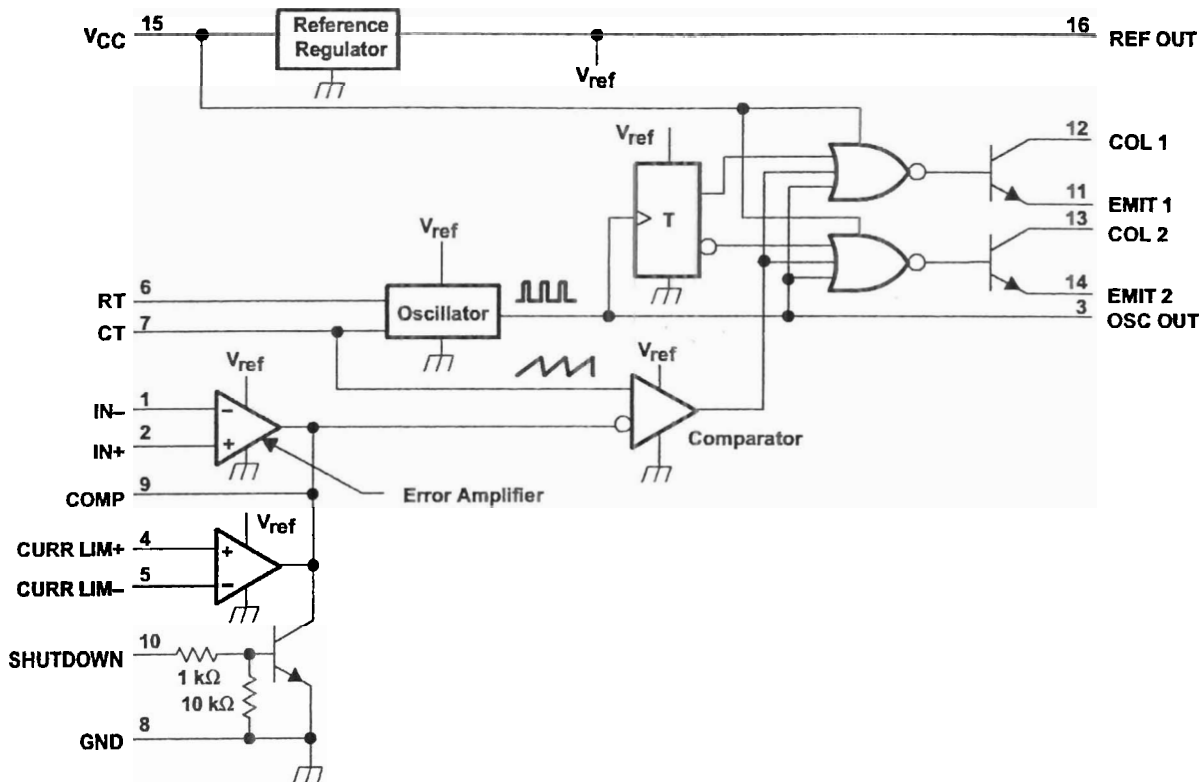 VCC 15
Reference
Regulator
Vref
16 REF OUT
Vref
12 COL 1
11 EMIT 1
T
13 COL 2
14 EMIT 2
Vref
RT 6
CT 7
Oscillator
3 OSC OUT
Vref
Vref
IN– 1
–
IN+ 2
+
Comparator
COMP 9
Error Amplifier
Vref
CURR LIM+ 4
+
CURR LIM– 5
–
SHUTDOWN 10
1 kΩ
10 kΩ
GND 8